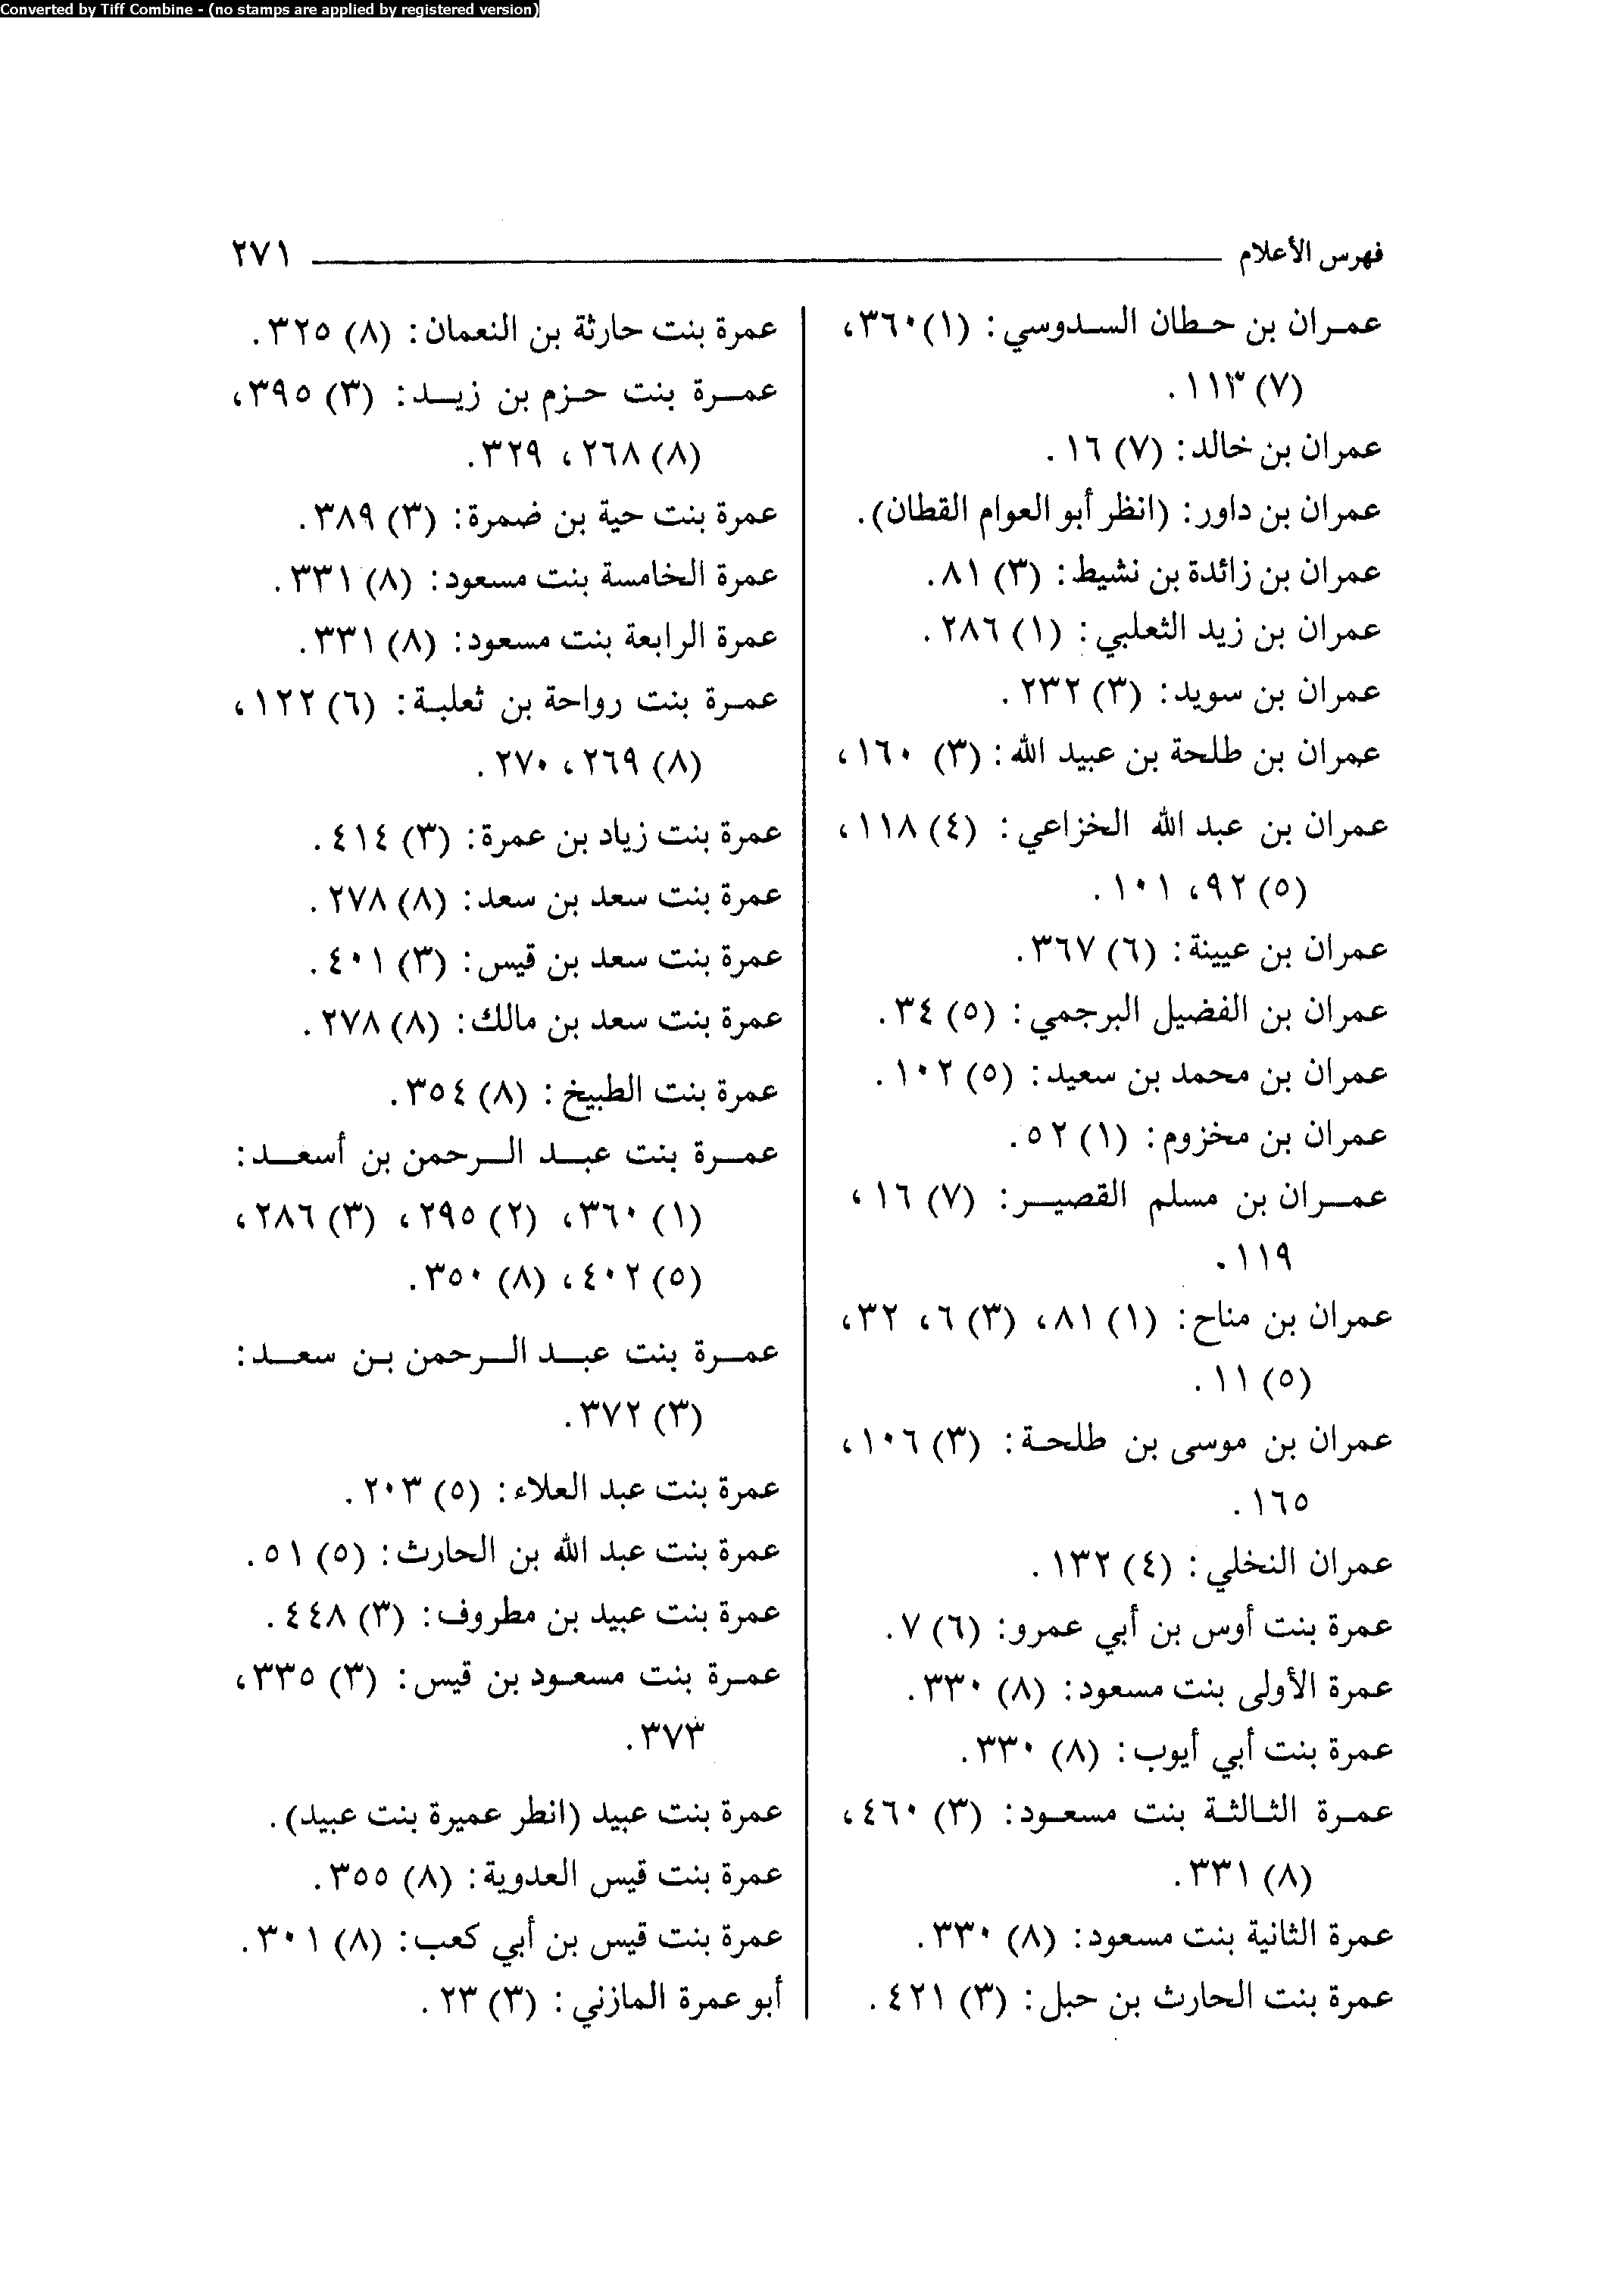 Converted by Tiff Combine - (no stamps are applied by registered version)
فهرس الأعلام ٢٧١
عمران بن حطان السدوسي: (١) ٣٦٠،
(٧) ١١٣.
عمران بن خالد: (٧) ١٦.
عمران بن داور: (انظر أبو العوام القطان).
عمران بن زائدة بن نشيط: (٣) ٨١.
عمران بن زيد الثعلبي: (١) ٢٨٦.
عمران بن سويد: (٣) ٢٣٢.
عمران بن طلحة بن عبيد الله: (٣) ١٦٠،
عمران بن عبد الله الخزاعي: (٤) ١١٨،
(٥) ٩٢، ١٠١.
عمران بن عيينة: (٦) ٣٦٧.
عمران بن الفضيل البرجمي: (٥) ٣٤.
عمران بن محمد بن سعيد: (٥) ١٠٢.
عمران بن مخزوم: (١) ٥٢.
عمران بن مسلم القصير: (٧) ١٦،
١١٩.
عمران بن مناح: (١) ٨١، (٣) ٦، ٣٢،
(٥) ١١.
عمران بن موسى بن طلحة: (٣) ١٠٦،
١٦٥.
عمران النخلي: (٤) ١٣٢.
عمرة بنت أوس بن أبي عمرو: (٦) ٧.
عمرة الأولى بنت مسعود: (٨) ٣٣٠.
عمرة بنت أبي أيوب: (٨) ٣٣٠.
عمرة الثالثة بنت مسعود: (٣) ٤٦٠،
(٨) ٣٣١.
عمرة الثانية بنت مسعود: (٨) ٣٣٠.
عمرة بنت الحارث بن حبل: (٣) ٤٢١.
عمرة بنت حارثة بن النعمان: (٨) ٣٢٥.
عمرة بنت حزم بن زيد: (٣) ٣٩٥،
(٨) ٢٦٨، ٣٢٩.
عمرة بنت حية بن ضمرة: (٣) ٣٨٩.
عمرة الخامسة بنت مسعود: (٨) ٣٣١.
عمرة الرابعة بنت مسعود: (٨) ٣٣١.
عمرة بنت رواحة بن ثعلبة: (٦) ١٢٢،
(٨) ٢٦٩، ٢٧٠.
عمرة بنت زياد بن عمرة: (٣) ٤١٤.
عمرة بنت سعد بن سعد: (٨) ٢٧٨.
عمرة بنت سعد بن قيس: (٣) ٤٠١.
عمرة بنت سعد بن مالك: (٨) ٢٧٨.
عمرة بنت الطبيخ: (٨) ٣٥٤.
عمرة بنت عبد الرحمن بن أسعد:
(١) ٣٦٠، (٢) ٢٩٥، (٣) ٢٨٦،
(٥) ٤٠٢، (٨) ٣٥٠.
عمرة بنت عبد الرحمن بن سعد:
(٣) ٣٧٢.
عمرة بنت عبد العلاء: (٥) ٢٠٣.
عمرة بنت عبد الله بن الحارث: (٥) ٥١.
عمرة بنت عبيد بن مطروف: (٣) ٤٤٨.
عمرة بنت مسعود بن قيس: (٣) ٣٣٥،
٣٧٣.
عمرة بنت عبيد (انطر عميرة بنت عبيد).
عمرة بنت قيس العدوية: (٨) ٣٥٥.
عمرة بنت قيس بن أبي كعب: (٨) ٣٠١.
أبو عمرة المازني: (٣) ٢٣.